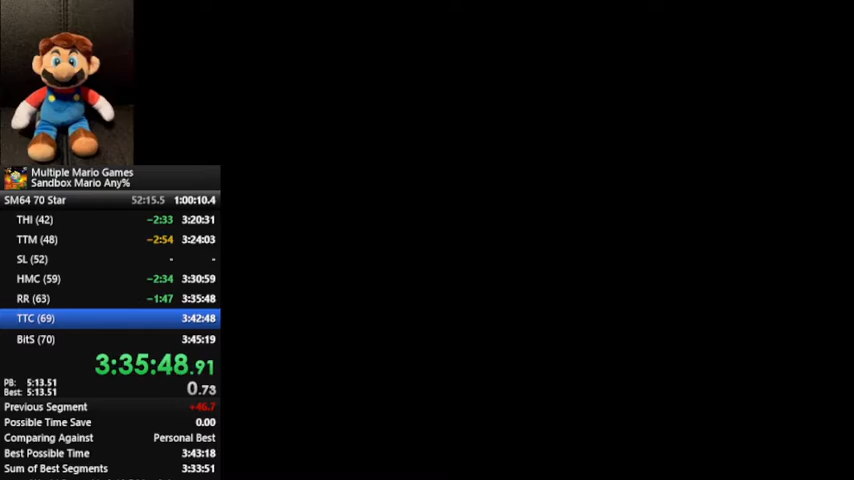 Multiple Mario Games
Sandbox Mario Any%
SM64 70 Star 52:15.5 1:00:10.4
THI (42) -2:33 3:20:31
TTM (48) -2:54 3:24:03
SL (52) - -
HMC (59) -2:34 3:30:59
RR (63) -1:47 3:35:48
TTC (69) 3:42:48
BitS (70) 3:45:19
3:35:48.91
PB: 5:13.51
Best: 5:13.51 0.73
Previous Segment +46.7
Possible Time Save 0.00
Comparing Against Personal Best
Best Possible Time 3:43:18
Sum of Best Segments 3:33:51